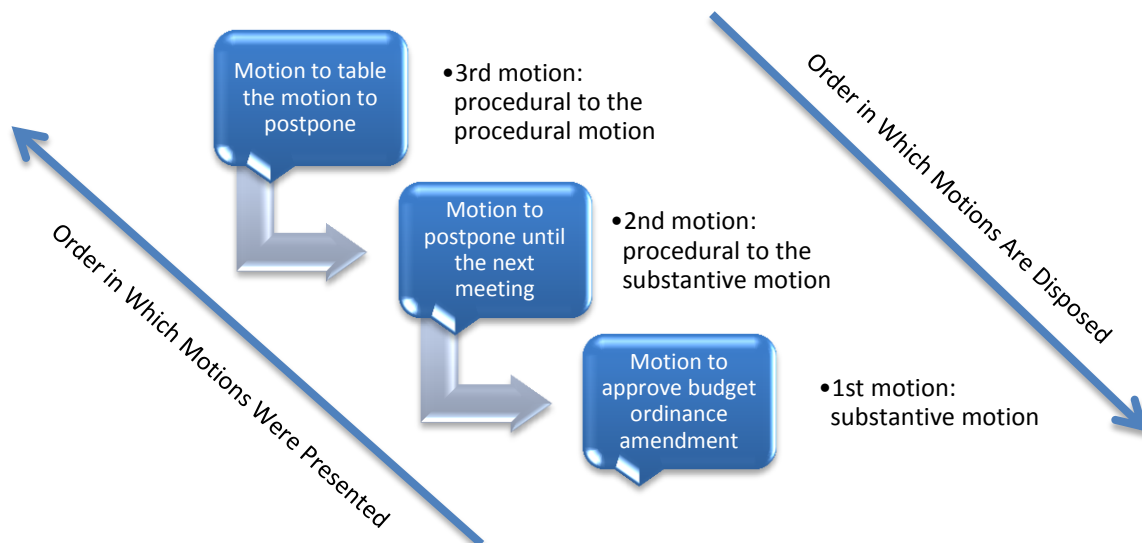 Motion to table
the motion to
postpone
•3rd motion:
procedural to the
procedural motion
Order in Which Motions Are Disposed
Motion to
postpone until
the next
meeting
•2nd motion:
procedural to the
substantive motion
Order in Which Motions Were Presented
Motion to
approve budget
ordinance
amendment
•1st motion:
substantive motion